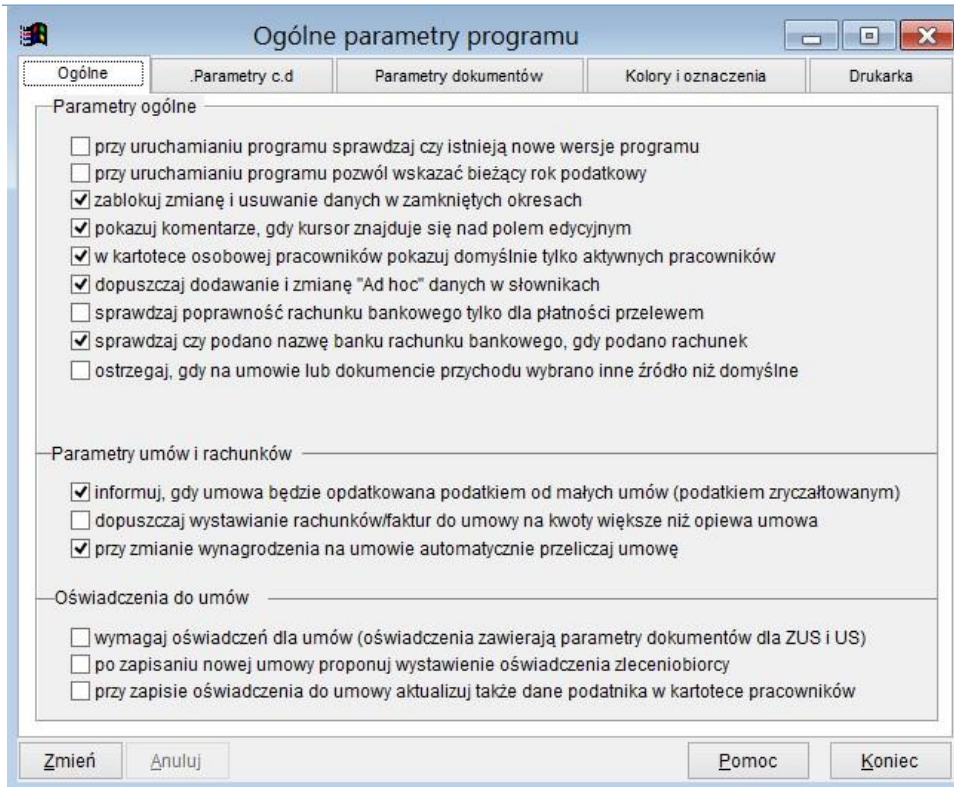 Ogólne parametry programu
Ogólne
.Parametry c.d
Parametry dokumentów
Kolory i oznaczenia
Drukarka
Parametry ogólne
przy uruchamianiu programu sprawdzaj czy istnieją nowe wersje programu
przy uruchamianiu programu pozwól wskazać bieżący rok podatkowy
zablokuj zmianę i usuwanie danych w zamkniętych okresach
pokazuj komentarze, gdy kursor znajduje się nad polem edycyjnym
w kartotece osobowej pracowników pokazuj domyślnie tylko aktywnych pracowników
dopuszczaj dodawanie i zmianę "Ad hoc" danych w słownikach
sprawdzaj poprawność rachunku bankowego tylko dla płatności przelewem
sprawdzaj czy podano nazwę banku rachunku bankowego, gdy podano rachunek
ostrzegaj, gdy na umowie lub dokumencie przychodu wybrano inne źródło niż domyślne
Parametry umów i rachunków
informuj, gdy umowa będzie opdatkowana podatkiem od małych umów (podatkiem zryczałtowanym)
dopuszczaj wystawianie rachunków/faktur do umowy na kwoty większe niż opiewa umowa
przy zmianie wynagrodzenia na umowie automatycznie przeliczaj umowę
Oświadczenia do umów
wymagaj oświadczeń dla umów (oświadczenia zawierają parametry dokumentów dla ZUS i US)
po zapisaniu nowej umowy proponuj wystawienie oświadczenia zleceniobiorcy
przy zapisie oświadczenia do umowy aktualizuj także dane podatnika w kartotece pracowników
Zmień
Anuluj
Pomoc
Koniec